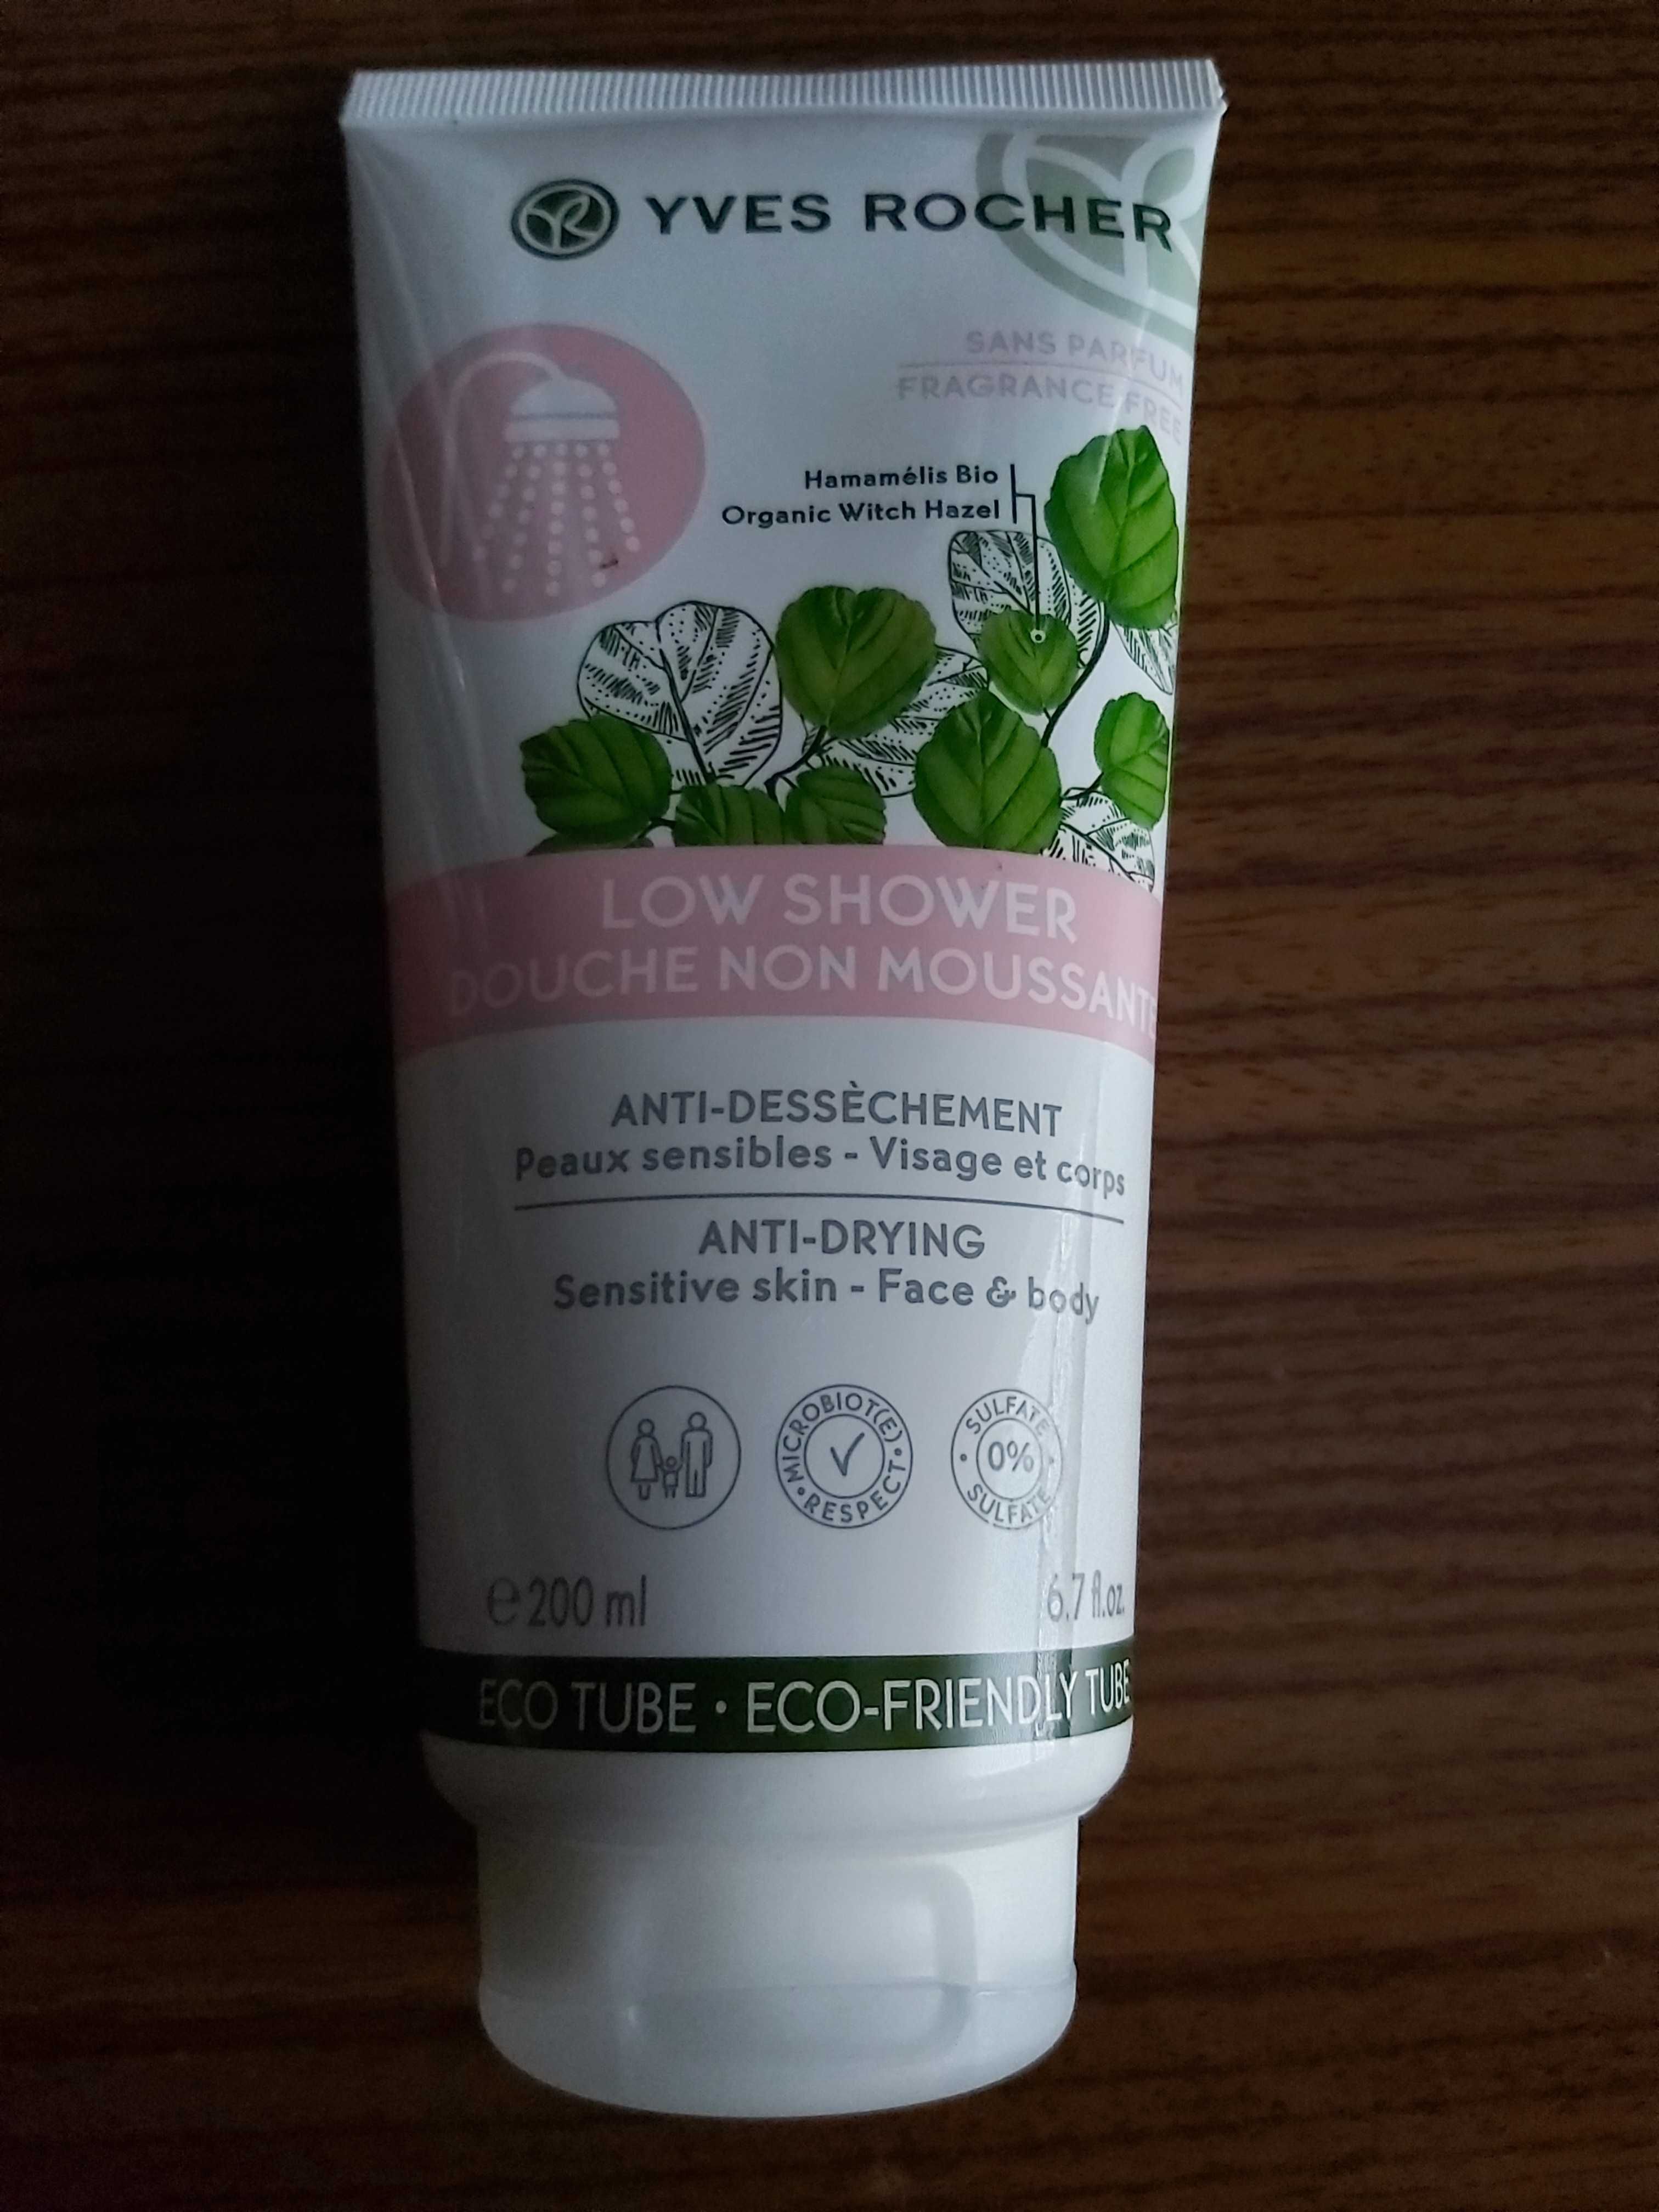 YVES ROCHER
SANS PARFUM
FRAGRANCE FREE
Hamamélis Bio
Organic Witch Hazel
LOW SHOWER
DOUCHE NON MOUSSANTE
ANTI-DESSÈCHEMENT
Peaux sensibles - Visage et corps
ANTI-DRYING
Sensitive skin - Face & body
MICROBIOT(E) • RESPECT •
SULFATE • 0% • SULFATE
e 200 ml 6.7 fl.oz.
ECO TUBE • ECO-FRIENDLY TUBE